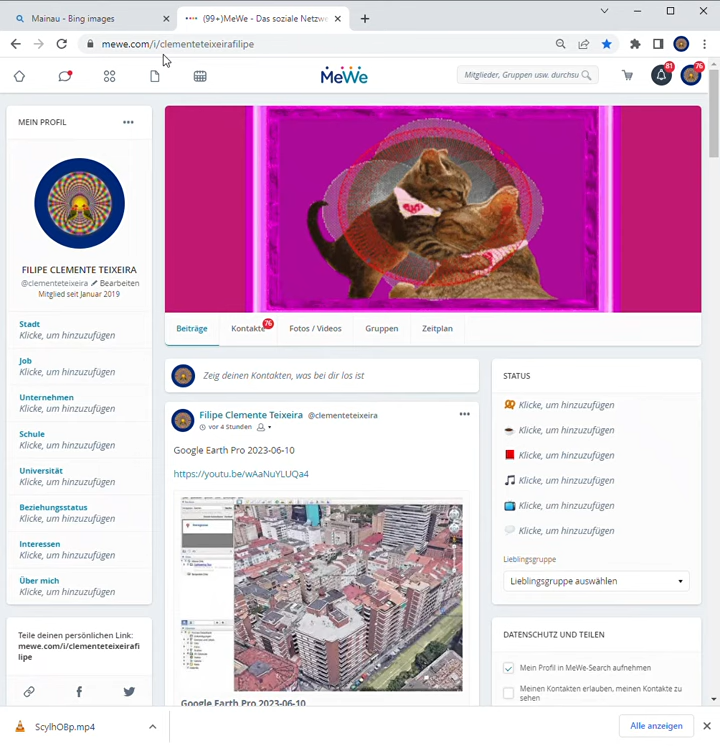 Mainau - Bing images
(99+)MeWe - Das soziale Netzwe
mewe.com/i/clementeteixeirafilipe
MeWe
Mitglieder, Gruppen usw. durchsu
81
76
MEIN PROFIL
FILIPE CLEMENTE TEIXEIRA
@clementeteixeira Bearbeiten
Mitglied seit Januar 2019
Stadt
Klicke, um hinzuzufügen
Job
Klicke, um hinzuzufügen
Unternehmen
Klicke, um hinzuzufügen
Schule
Klicke, um hinzuzufügen
Universität
Klicke, um hinzuzufügen
Beziehungsstatus
Klicke, um hinzuzufügen
Interessen
Klicke, um hinzuzufügen
Über mich
Klicke, um hinzuzufügen
Teile deinen persönlichen Link:
mewe.com/i/clementeteixeirafi
lipe
Beiträge
Kontakte
76
Fotos / Videos
Gruppen
Zeitplan
Zeig deinen Kontakten, was bei dir los ist
Filipe Clemente Teixeira @clementeteixeira
vor 4 Stunden
Google Earth Pro 2023-06-10
https://youtu.be/wAaNuYLUQa4
Google Earth Pro 2023-06-10
STATUS
Klicke, um hinzuzufügen
Klicke, um hinzuzufügen
Klicke, um hinzuzufügen
Klicke, um hinzuzufügen
Klicke, um hinzuzufügen
Klicke, um hinzuzufügen
Lieblingsgruppe
Lieblingsgruppe auswählen
DATENSCHUTZ UND TEILEN
Mein Profil in MeWe-Search aufnehmen
Meinen Kontakten erlauben, meinen Kontakte zu
sehen
ScylhOBp.mp4
Alle anzeigen